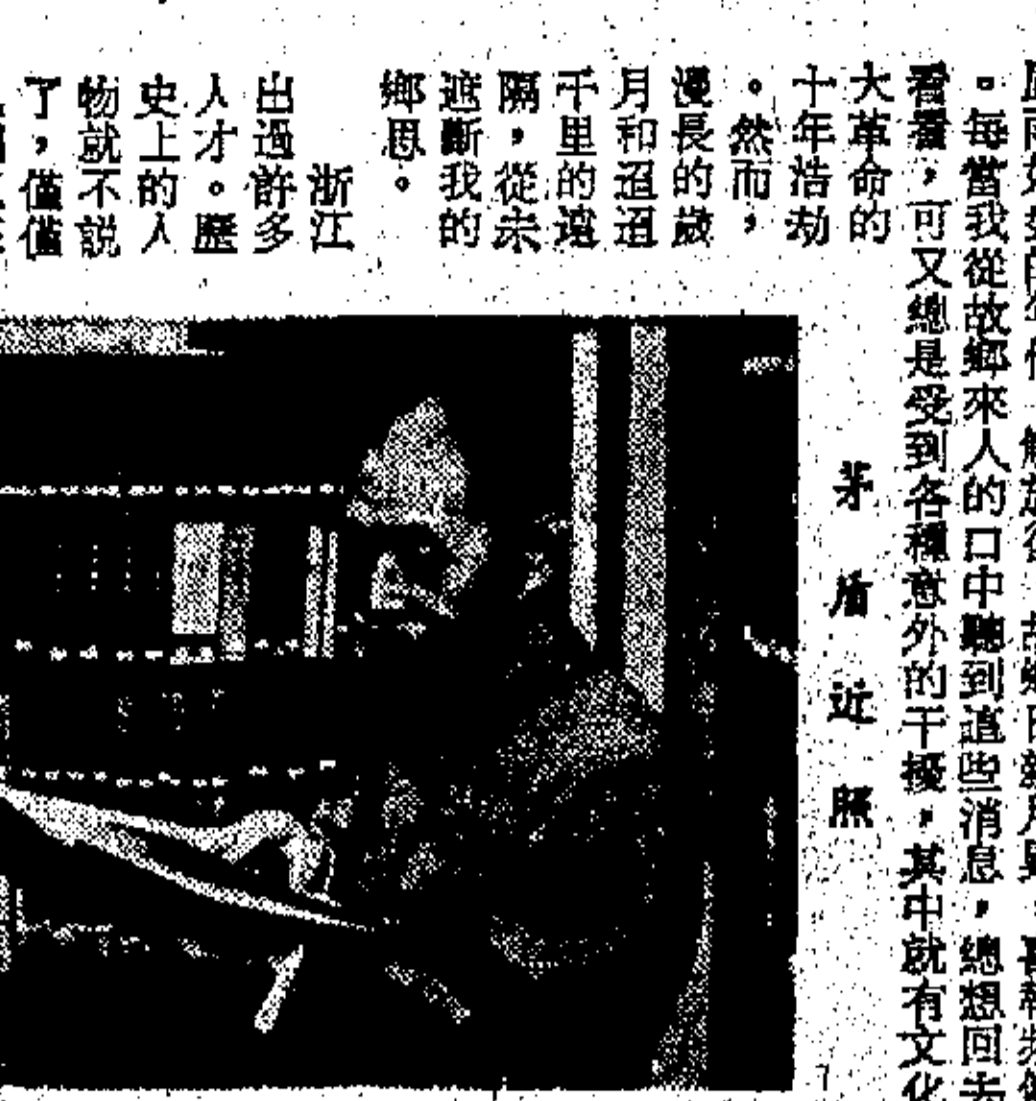 。每當我從故鄉來人的口中聽到這些消息，總想回去
看看，可又總是受到各種意外的干擾，其中就有文化
大革命的
十年浩劫
。然而，
漫長的歲
月和迢迢
千里的遠
隔，從未
遮斷我的
鄉思。
浙江
出過許多
人才。歷
史上的人
物就不説
了，僅僅
茅盾近照